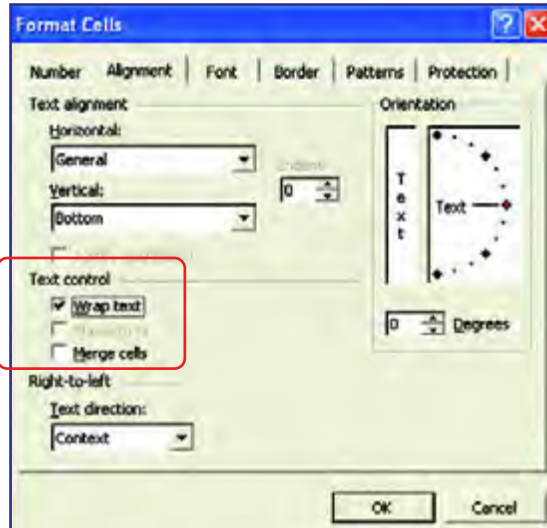 Format Cells
Number Alignment Font Border Patterns Protection
Text alignment
Horizontal:
General
Vertical:
Bottom
0
Text control
Wrap text
Merge cells
Right-to-left
Text direction:
Context
Orientation
Text
Text
0 Degrees
OK Cancel